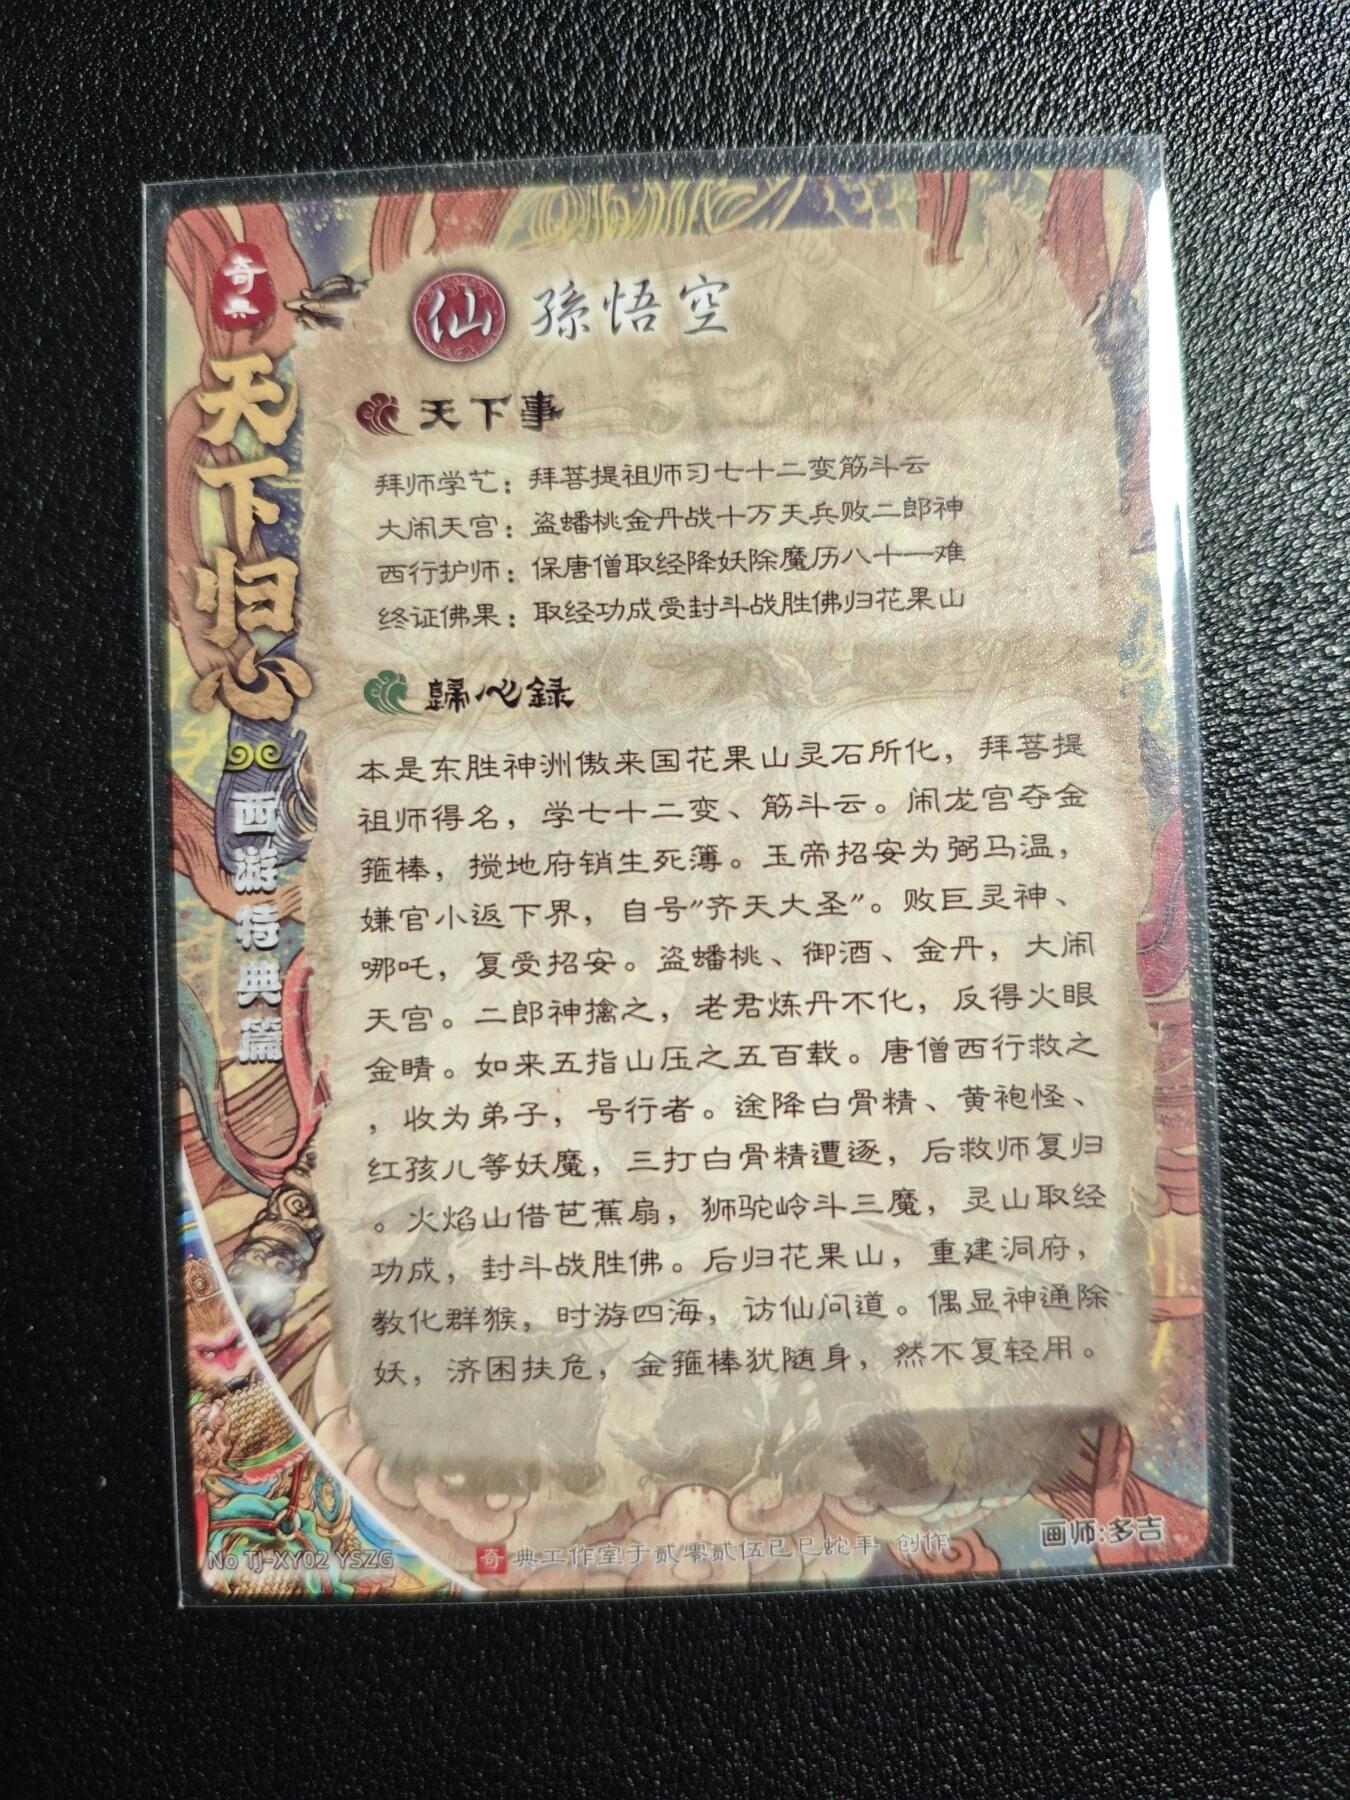 奇典
天下归心
西游特典篇
仙 孫悟空
天下事
拜师学艺：拜菩提祖师习七十二变筋斗云
大闹天宫：盗蟠桃金丹战十万天兵败二郎神
西行护师：保唐僧取经降妖除魔历八十一难
终证佛果：取经功成受封斗战胜佛归花果山
歸心録
本是东胜神洲傲来国花果山灵石所化，拜菩提
祖师得名，学七十二变、筋斗云。闹龙宫夺金
箍棒，搅地府销生死簿。玉帝招安为弼马温，
嫌官小返下界，自号"齐天大圣"。败巨灵神、
哪吒，复受招安。盗蟠桃、御酒、金丹，大闹
天宫。二郎神擒之，老君炼丹不化，反得火眼
金睛。如来五指山压之五百载。唐僧西行救之
，收为弟子，号行者。途降白骨精、黄袍怪、
红孩儿等妖魔，三打白骨精遭逐，后救师复归
。火焰山借芭蕉扇，狮驼岭斗三魔，灵山取经
功成，封斗战胜佛。后归花果山，重建洞府，
教化群猴，时游四海，访仙问道。偶显神通除
妖，济困扶危，金箍棒犹随身，然不复轻用。
No TJ-XY02 YSZG
奇典工作室于贰零贰伍乙巳蛇年 创作
画师:多吉